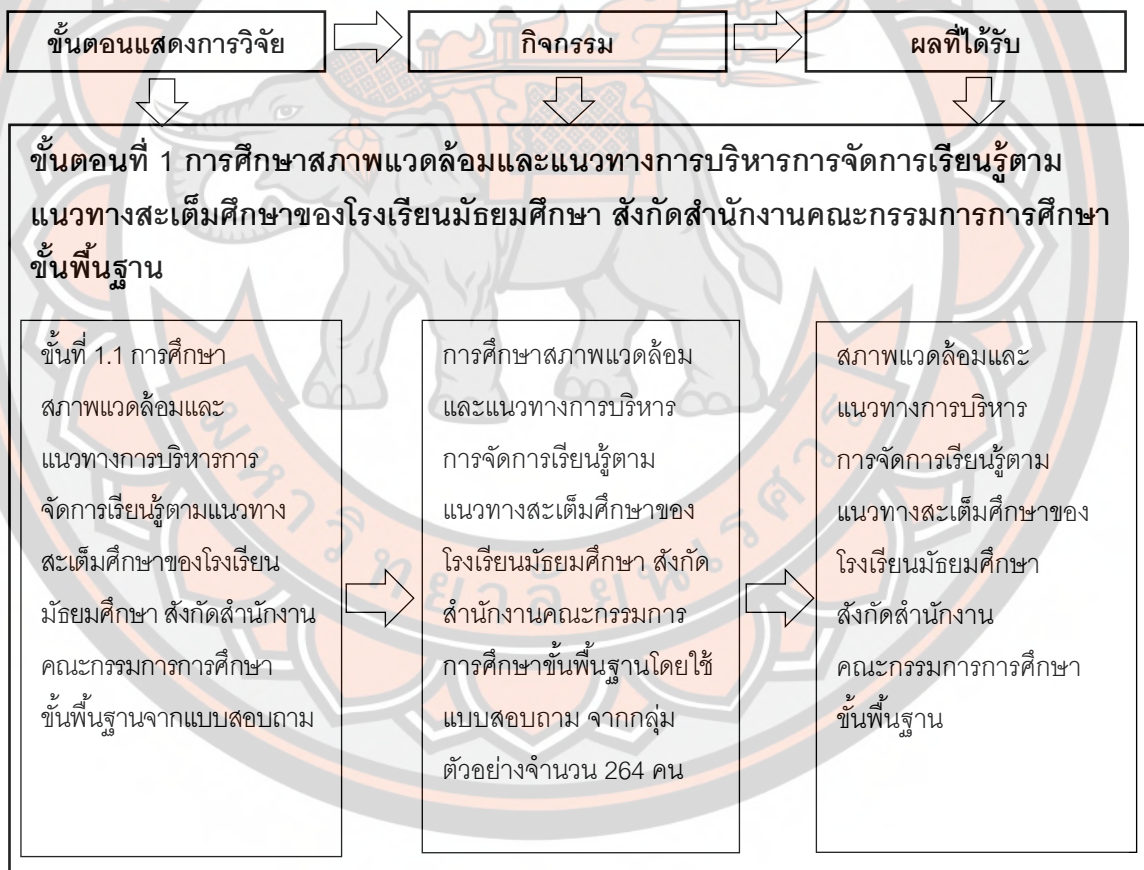 ขั้นตอนแสดงการวิจัย
กิจกรรม
ผลที่ได้รับ
ขั้นตอนที่ 1 การศึกษาสภาพแวดล้อมและแนวทางการบริหารการจัดการเรียนรู้ตาม
แนวทางสะเต็มศึกษาของโรงเรียนมัธยมศึกษา สังกัดสำนักงานคณะกรรมการการศึกษา
ขั้นพื้นฐาน
ขั้นที่ 1.1 การศึกษา
สภาพแวดล้อมและ
แนวทางการบริหารการ
จัดการเรียนรู้ตามแนวทาง
สะเต็มศึกษาของโรงเรียน
มัธยมศึกษา สังกัดสำนักงาน
คณะกรรมการการศึกษา
ขั้นพื้นฐานจากแบบสอบถาม
การศึกษาสภาพแวดล้อม
และแนวทางการบริหาร
การจัดการเรียนรู้ตาม
แนวทางสะเต็มศึกษาของ
โรงเรียนมัธยมศึกษา สังกัด
สำนักงานคณะกรรมการ
การศึกษาขั้นพื้นฐานโดยใช้
แบบสอบถาม จากกลุ่ม
ตัวอย่างจำนวน 264 คน
สภาพแวดล้อมและ
แนวทางการบริหาร
การจัดการเรียนรู้ตาม
แนวทางสะเต็มศึกษาของ
โรงเรียนมัธยมศึกษา
สังกัดสำนักงาน
คณะกรรมการการศึกษา
ขั้นพื้นฐาน
มหาวิทยาลัยนเรศวร